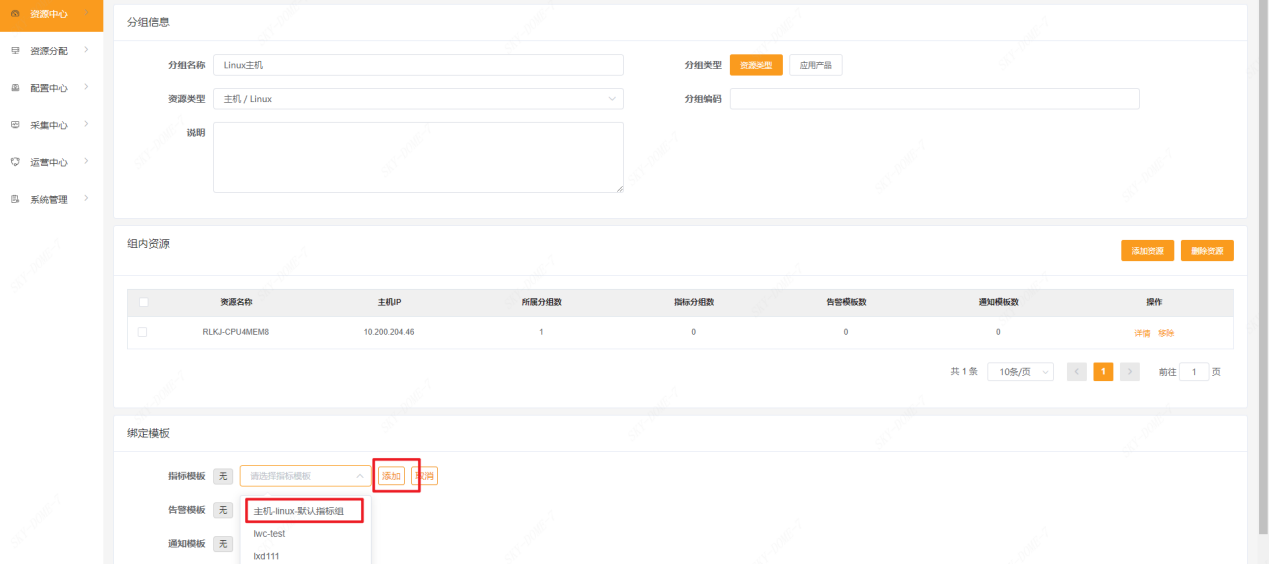 资源中心
资源分配
配置中心
采集中心
运营中心
系统管理
分组信息
分组名称 Linux主机 分组类型 资源类型 应用产品
资源类型 主机 / Linux 分组编码
说明
组内资源 添加资源 删除资源
资源名称 主机IP 所属分组数 指标分组数 告警模板数 通知模板数 操作
RLKJ-CPU4MEM8 10.200.204.46 1 0 0 0 详情 移除
共 1 条 10条/页 1 前往 1 页
绑定模板
指标模板 无 请选择指标模板 添加 取消
告警模板 无 主机-linux-默认指标组
lwc-test
通知模板 无
lxd111